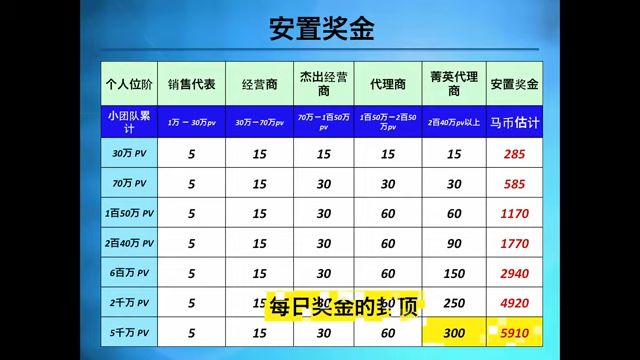 安置奖金
个人位阶 销售代表 经营商 杰出经营商 代理商 菁英代理商 安置奖金
小团队累计 1万 – 30万pv 30万 – 70万pv 70万 – 1百50万pv 1百50万 – 2百50万pv 2百40万pv以上 马币估计
30万 PV 5 15 15 15 15 285
70万 PV 5 15 30 30 30 585
1百50万 PV 5 15 30 60 60 1170
2百40万 PV 5 15 30 60 90 1770
6百万 PV 5 15 30 60 150 2940
2千万 PV 5 15 30 60 250 4920
每日奖金的封顶
5千万 PV 5 15 30 60 300 5910